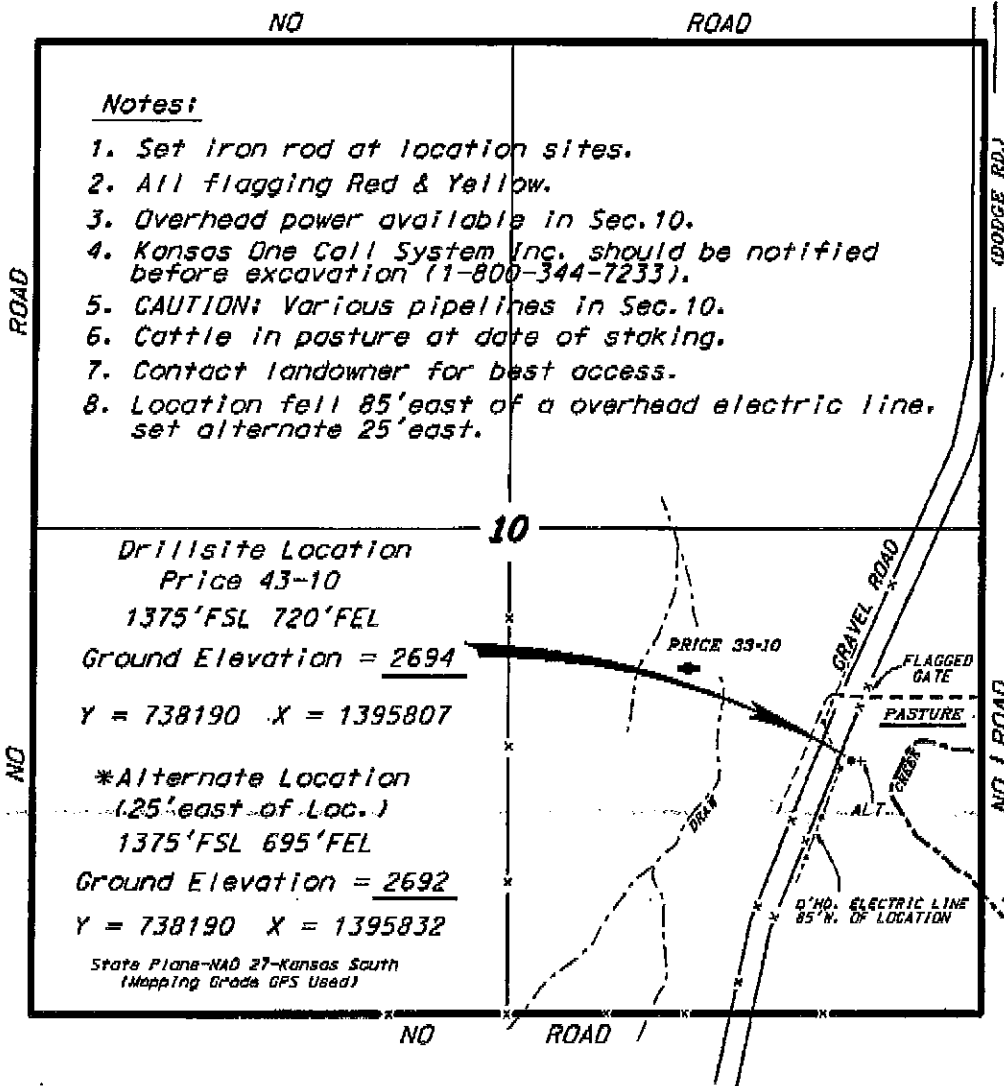 NO ROAD
Notes:
1. Set iron rod at location sites.
2. All flagging Red & Yellow.
3. Overhead power available in Sec.10.
4. Kansas One Call System Inc. should be notified
before excavation (1-800-344-7233).
5. CAUTION: Various pipelines in Sec.10.
6. Cattle in pasture at date of staking.
7. Contact landowner for best access.
8. Location fell 85'east of a overhead electric line,
set alternate 25'east.
(DODGE RD.)
NO ROAD
10
Drillsite Location
Price 43-10
1375'FSL 720'FEL
Ground Elevation = 2694
Y = 738190 X = 1395807
*Alternate Location
(25'east of Loc.)
1375'FSL 695'FEL
Ground Elevation = 2692
Y = 738190 X = 1395832
State Plane-NAD 27-Kansas South
(Mapping Grade GPS Used)
PRICE 33-10
GRAVEL ROAD
FLAGGED
GATE
PASTURE
CREEK
ALT.
DRAW
O'HD. ELECTRIC LINE
85'W. OF LOCATION
NO ROAD
NO ROAD